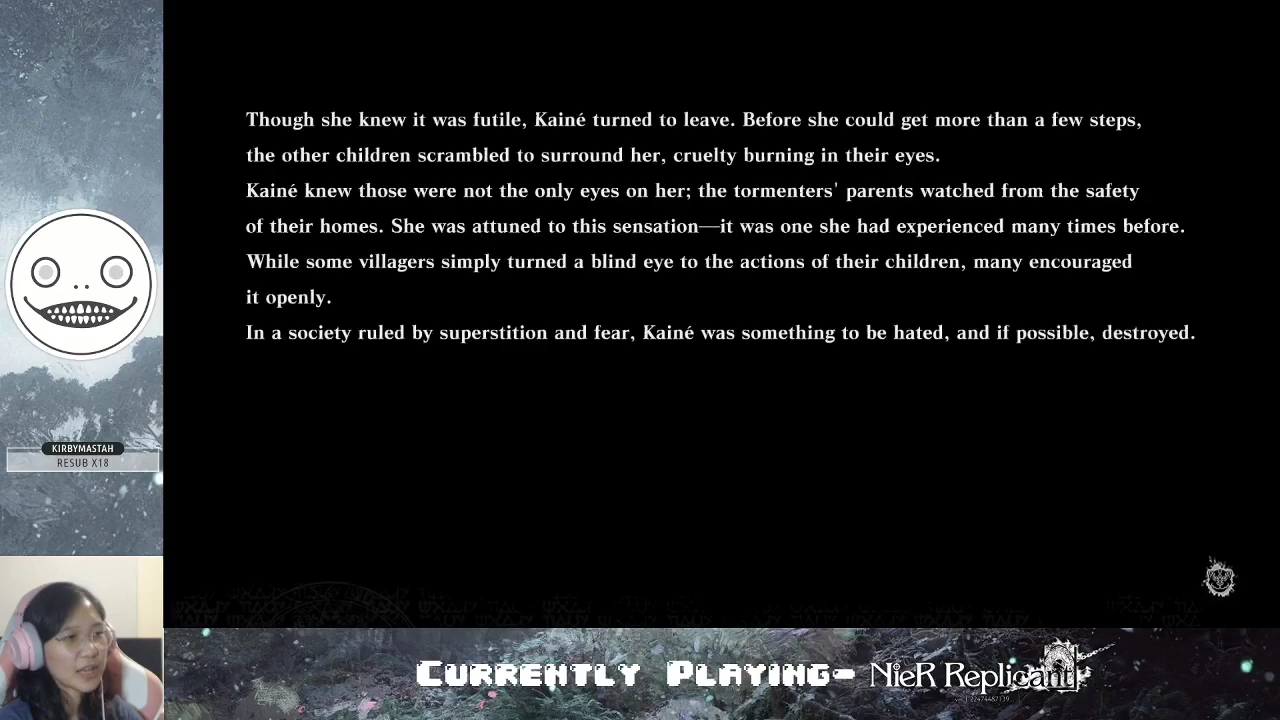 Though she knew it was futile, Kainé turned to leave. Before she could get more than a few steps,
the other children scrambled to surround her, cruelty burning in their eyes.
Kainé knew those were not the only eyes on her; the tormenters' parents watched from the safety
of their homes. She was attuned to this sensation—it was one she had experienced many times before.
While some villagers simply turned a blind eye to the actions of their children, many encouraged
it openly.
In a society ruled by superstition and fear, Kainé was something to be hated, and if possible, destroyed.
KIRBYMASTAH
RESUB X18
CURRENTLY PLAYING- NieR Replicant